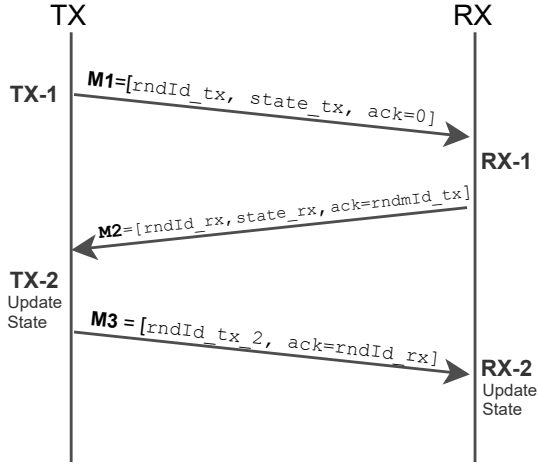 TX
RX
TX-1
M1=[rndId_tx, state_tx, ack=0]
RX-1
M2=[rndId_rx,state_rx,ack=rndmId_tx]
TX-2
Update
State
M3 = [rndId_tx_2, ack=rndId_rx]
RX-2
Update
State